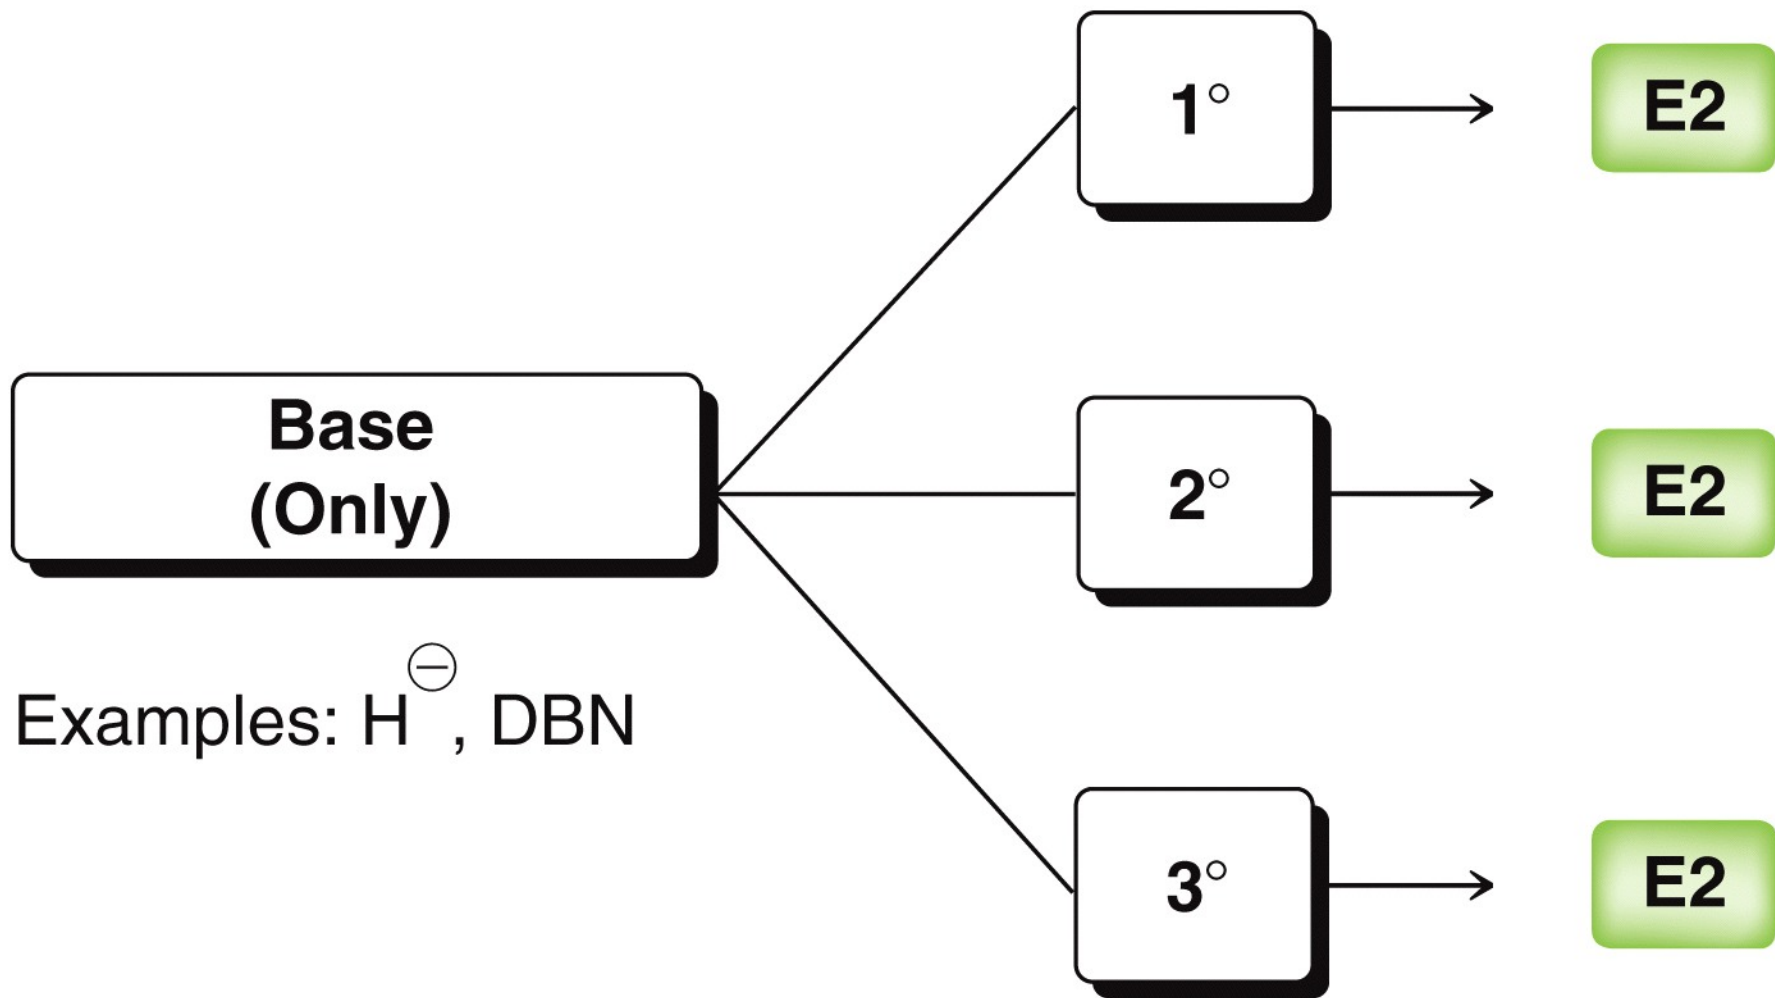 1° E2
Base
(Only)
2° E2
Examples: H⊖, DBN
3° E2